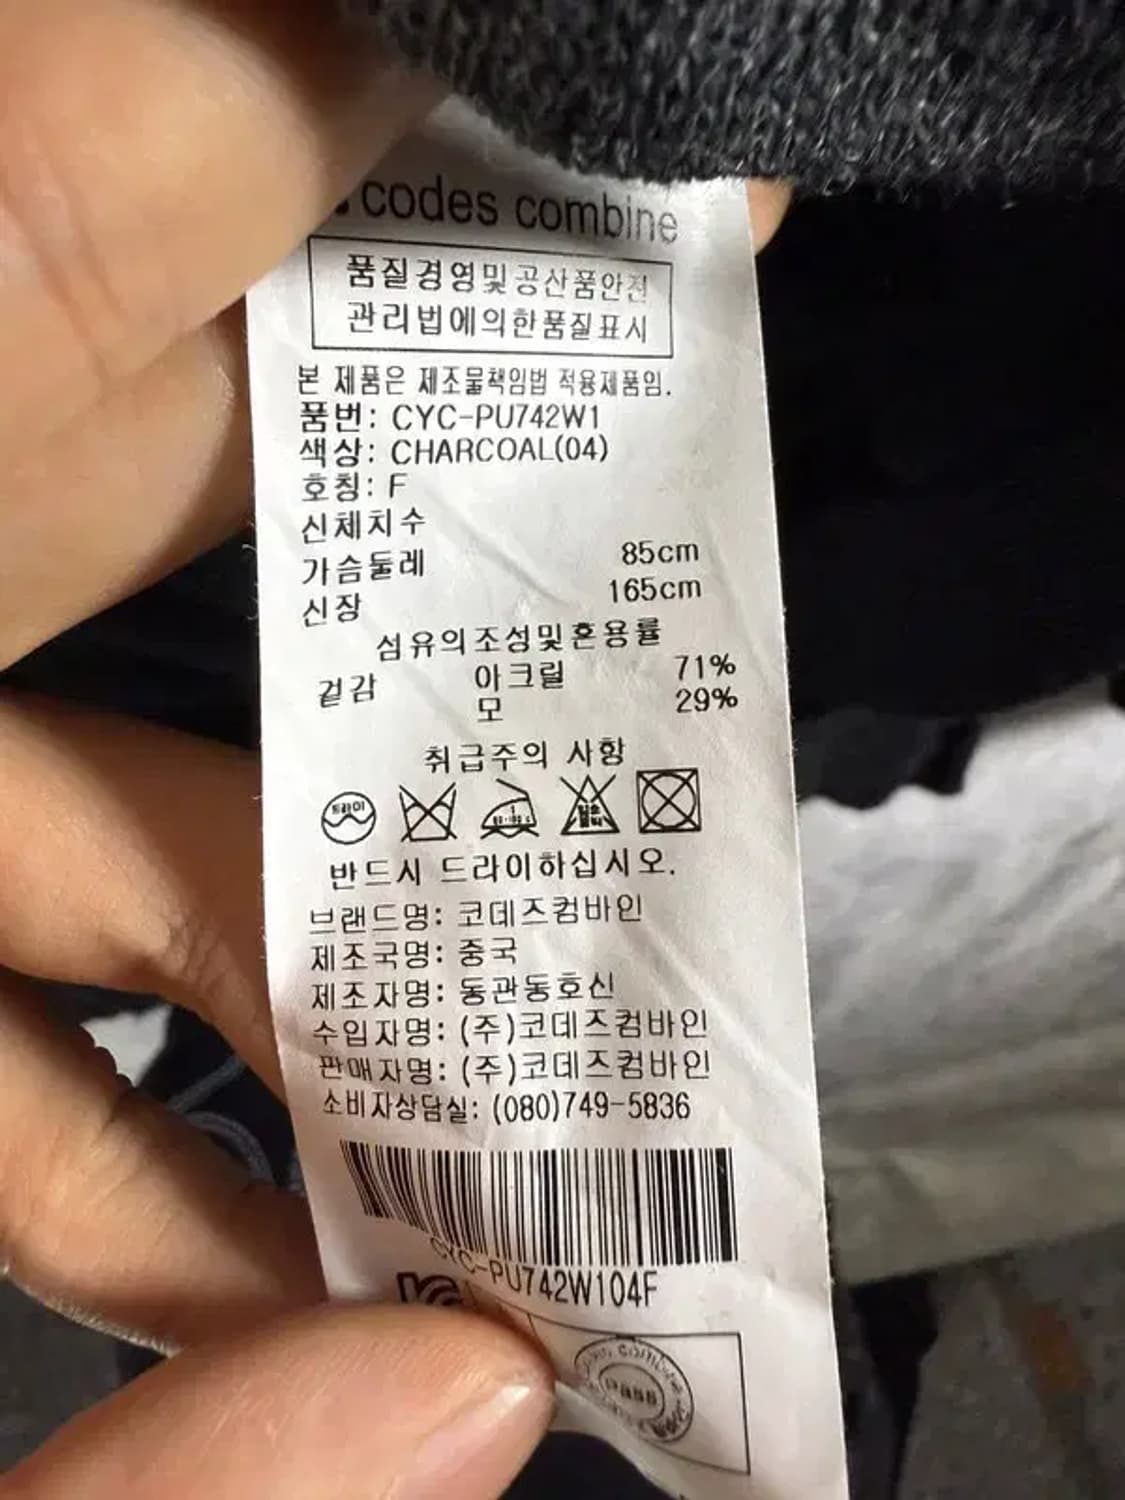 codes combine
품질경영및공산품안전
관리법에의한품질표시
본 제품은 제조물책임법 적용제품임.
품번: CYC-PU742W1
색상: CHARCOAL(04)
호칭: F
신체치수
가슴둘레 85cm
신장 165cm
섬유의조성및혼용률
겉감 아크릴 71%
모 29%
취급주의 사항
드라이
반드시 드라이하십시오.
브랜드명: 코데즈컴바인
제조국명: 중국
제조자명: 동관동호신
수입자명: (주)코데즈컴바인
판매자명: (주)코데즈컴바인
소비자상담실: (080)749-5836
CYC-PU742W104F
combine
pass